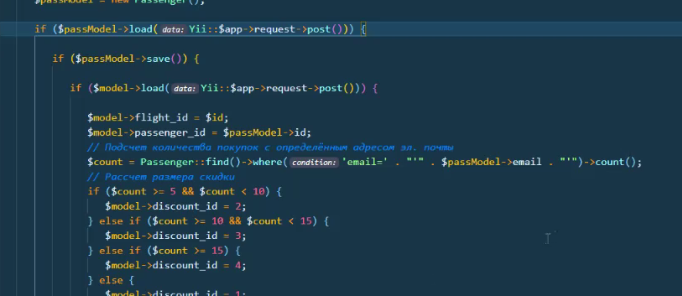 $passModel = new Passenger();
if ($passModel->load( data: Yii::$app->request->post())) {
if ($passModel->save()) {
if ($model->load( data: Yii::$app->request->post())) {
$model->flight_id = $id;
$model->passenger_id = $passModel->id;
// Подсчет количества покупок с определённым адресом эл. почты
$count = Passenger::find()->where( condition: 'email=' . "'" . $passModel->email . "'")->count();
// Рассчет размера скидки
if ($count >= 5 && $count < 10) {
$model->discount_id = 2;
} else if ($count >= 10 && $count < 15) {
$model->discount_id = 3;
} else if ($count >= 15) {
$model->discount_id = 4;
} else {
$model->discount_id = 1;